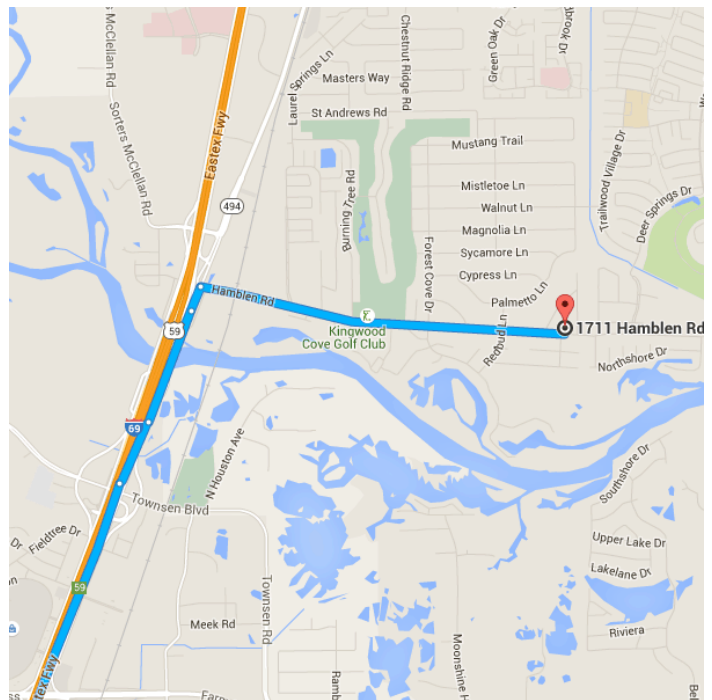 s McClellan Rd
Sorters McClellan Rd
Eastex Fwy
Laurel Springs Ln
Masters Way
Chestnut Ridge Rd
Green Oak Dr
St Andrews Rd
Mustang Trail
Trailwood Village Dr
Deer Springs Dr
Mistletoe Ln
Walnut Ln
Magnolia Ln
Sycamore Ln
Cypress Ln
Palmetto Ln
494
Burning Tree Rd
Forest Cove Dr
Hamblen Rd
Kingwood
Cove Golf Club
Redbud Ln
1711 Hamblen Rd
Northshore Dr
59
69
N Houston Ave
Townsen Blvd
Fieldtree Dr
Southshore Dr
Upper Lake Dr
Lakelane Dr
Riviera
59
Meek Rd
Townsen Rd
Moonshine H
Ramb
Farm